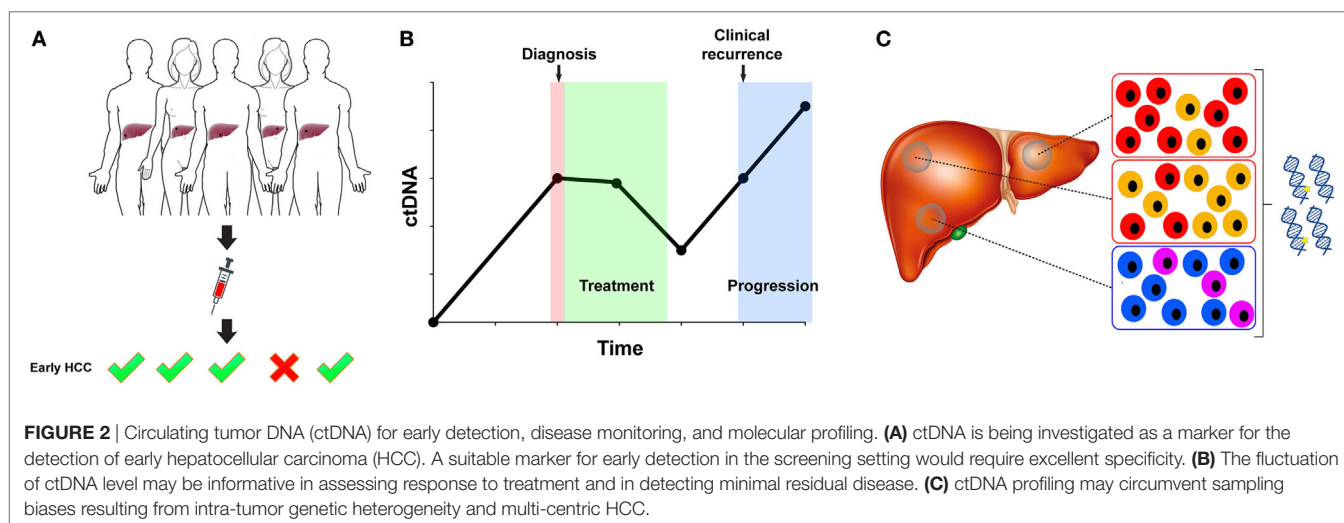 A
Early HCC
B
Diagnosis
Clinical
recurrence
ctDNA
Treatment
Progression
Time
C
FIGURE 2 | Circulating tumor DNA (ctDNA) for early detection, disease monitoring, and molecular profiling. (A) ctDNA is being investigated as a marker for the
detection of early hepatocellular carcinoma (HCC). A suitable marker for early detection in the screening setting would require excellent specificity. (B) The fluctuation
of ctDNA level may be informative in assessing response to treatment and in detecting minimal residual disease. (C) ctDNA profiling may circumvent sampling
biases resulting from intra-tumor genetic heterogeneity and multi-centric HCC.